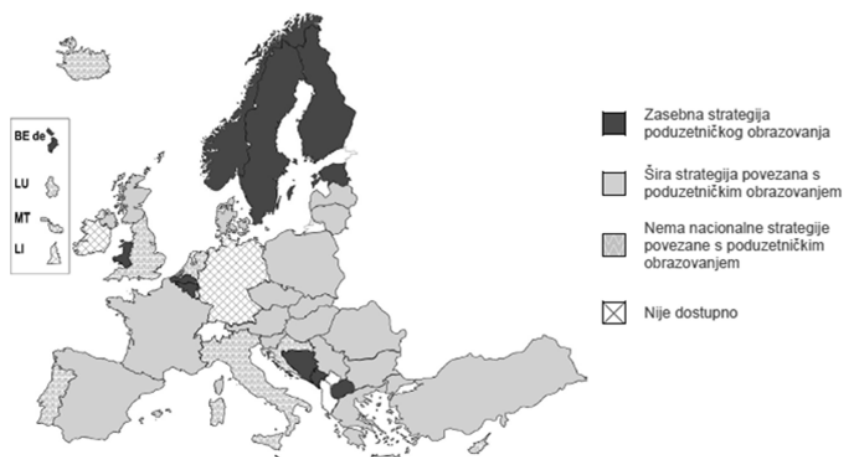 BE de
LU
MT
LI
Zasebna strategija
poduzetničkog obrazovanja
Šira strategija povezana s
poduzetničkim obrazovanjem
Nema nacionalne strategije
povezane s poduzetničkim
obrazovanjem
Nije dostupno